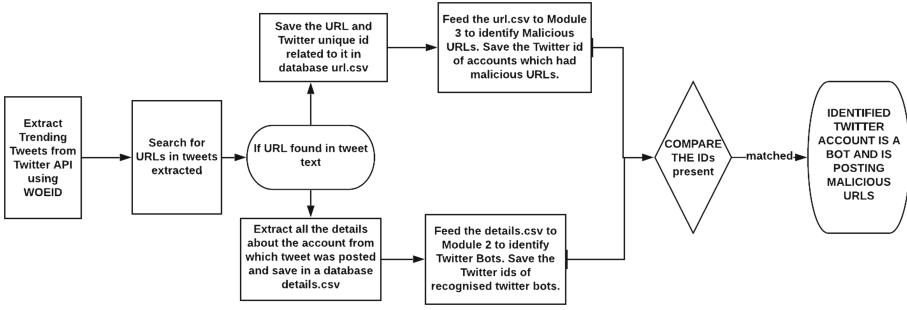 Extract
Trending
Tweets from
Twitter API
using
WOEID
Search for
URLs in tweets
extracted
If URL found in tweet
text
Save the URL and
Twitter unique id
related to it in
database url.csv
Feed the url.csv to Module
3 to identify Malicious
URLs. Save the Twitter id
of accounts which had
malicious URLs.
Extract all the details
about the account from
which tweet was posted
and save in a database
details.csv
Feed the details.csv to
Module 2 to identify
Twitter Bots. Save the
Twitter ids of
recognised twitter bots.
COMPARE
THE IDs
present
matched
IDENTIFIED
TWITTER
ACCOUNT IS A
BOT AND IS
POSTING
MALICIOUS
URLS